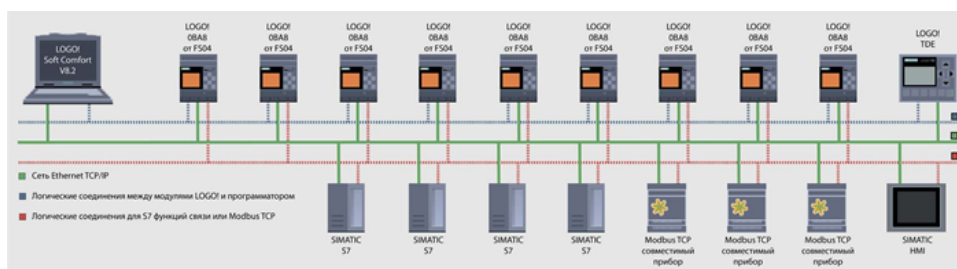 LOGO!
Soft Comfort
V8.2
LOGO!
0BA8
от FS04
LOGO!
0BA8
от FS04
LOGO!
0BA8
от FS04
LOGO!
0BA8
от FS04
LOGO!
0BA8
от FS04
LOGO!
0BA8
от FS04
LOGO!
0BA8
от FS04
LOGO!
0BA8
от FS04
LOGO!
0BA8
от FS04
LOGO!
TDE
Сеть Ethernet TCP/IP
Логические соединения между модулями LOGO! и программатором
Логические соединения для S7 функций связи или Modbus TCP
SIMATIC
S7
SIMATIC
S7
SIMATIC
S7
SIMATIC
S7
Modbus TCP
совместимый
прибор
Modbus TCP
совместимый
прибор
Modbus TCP
совместимый
прибор
SIMATIC
HMI